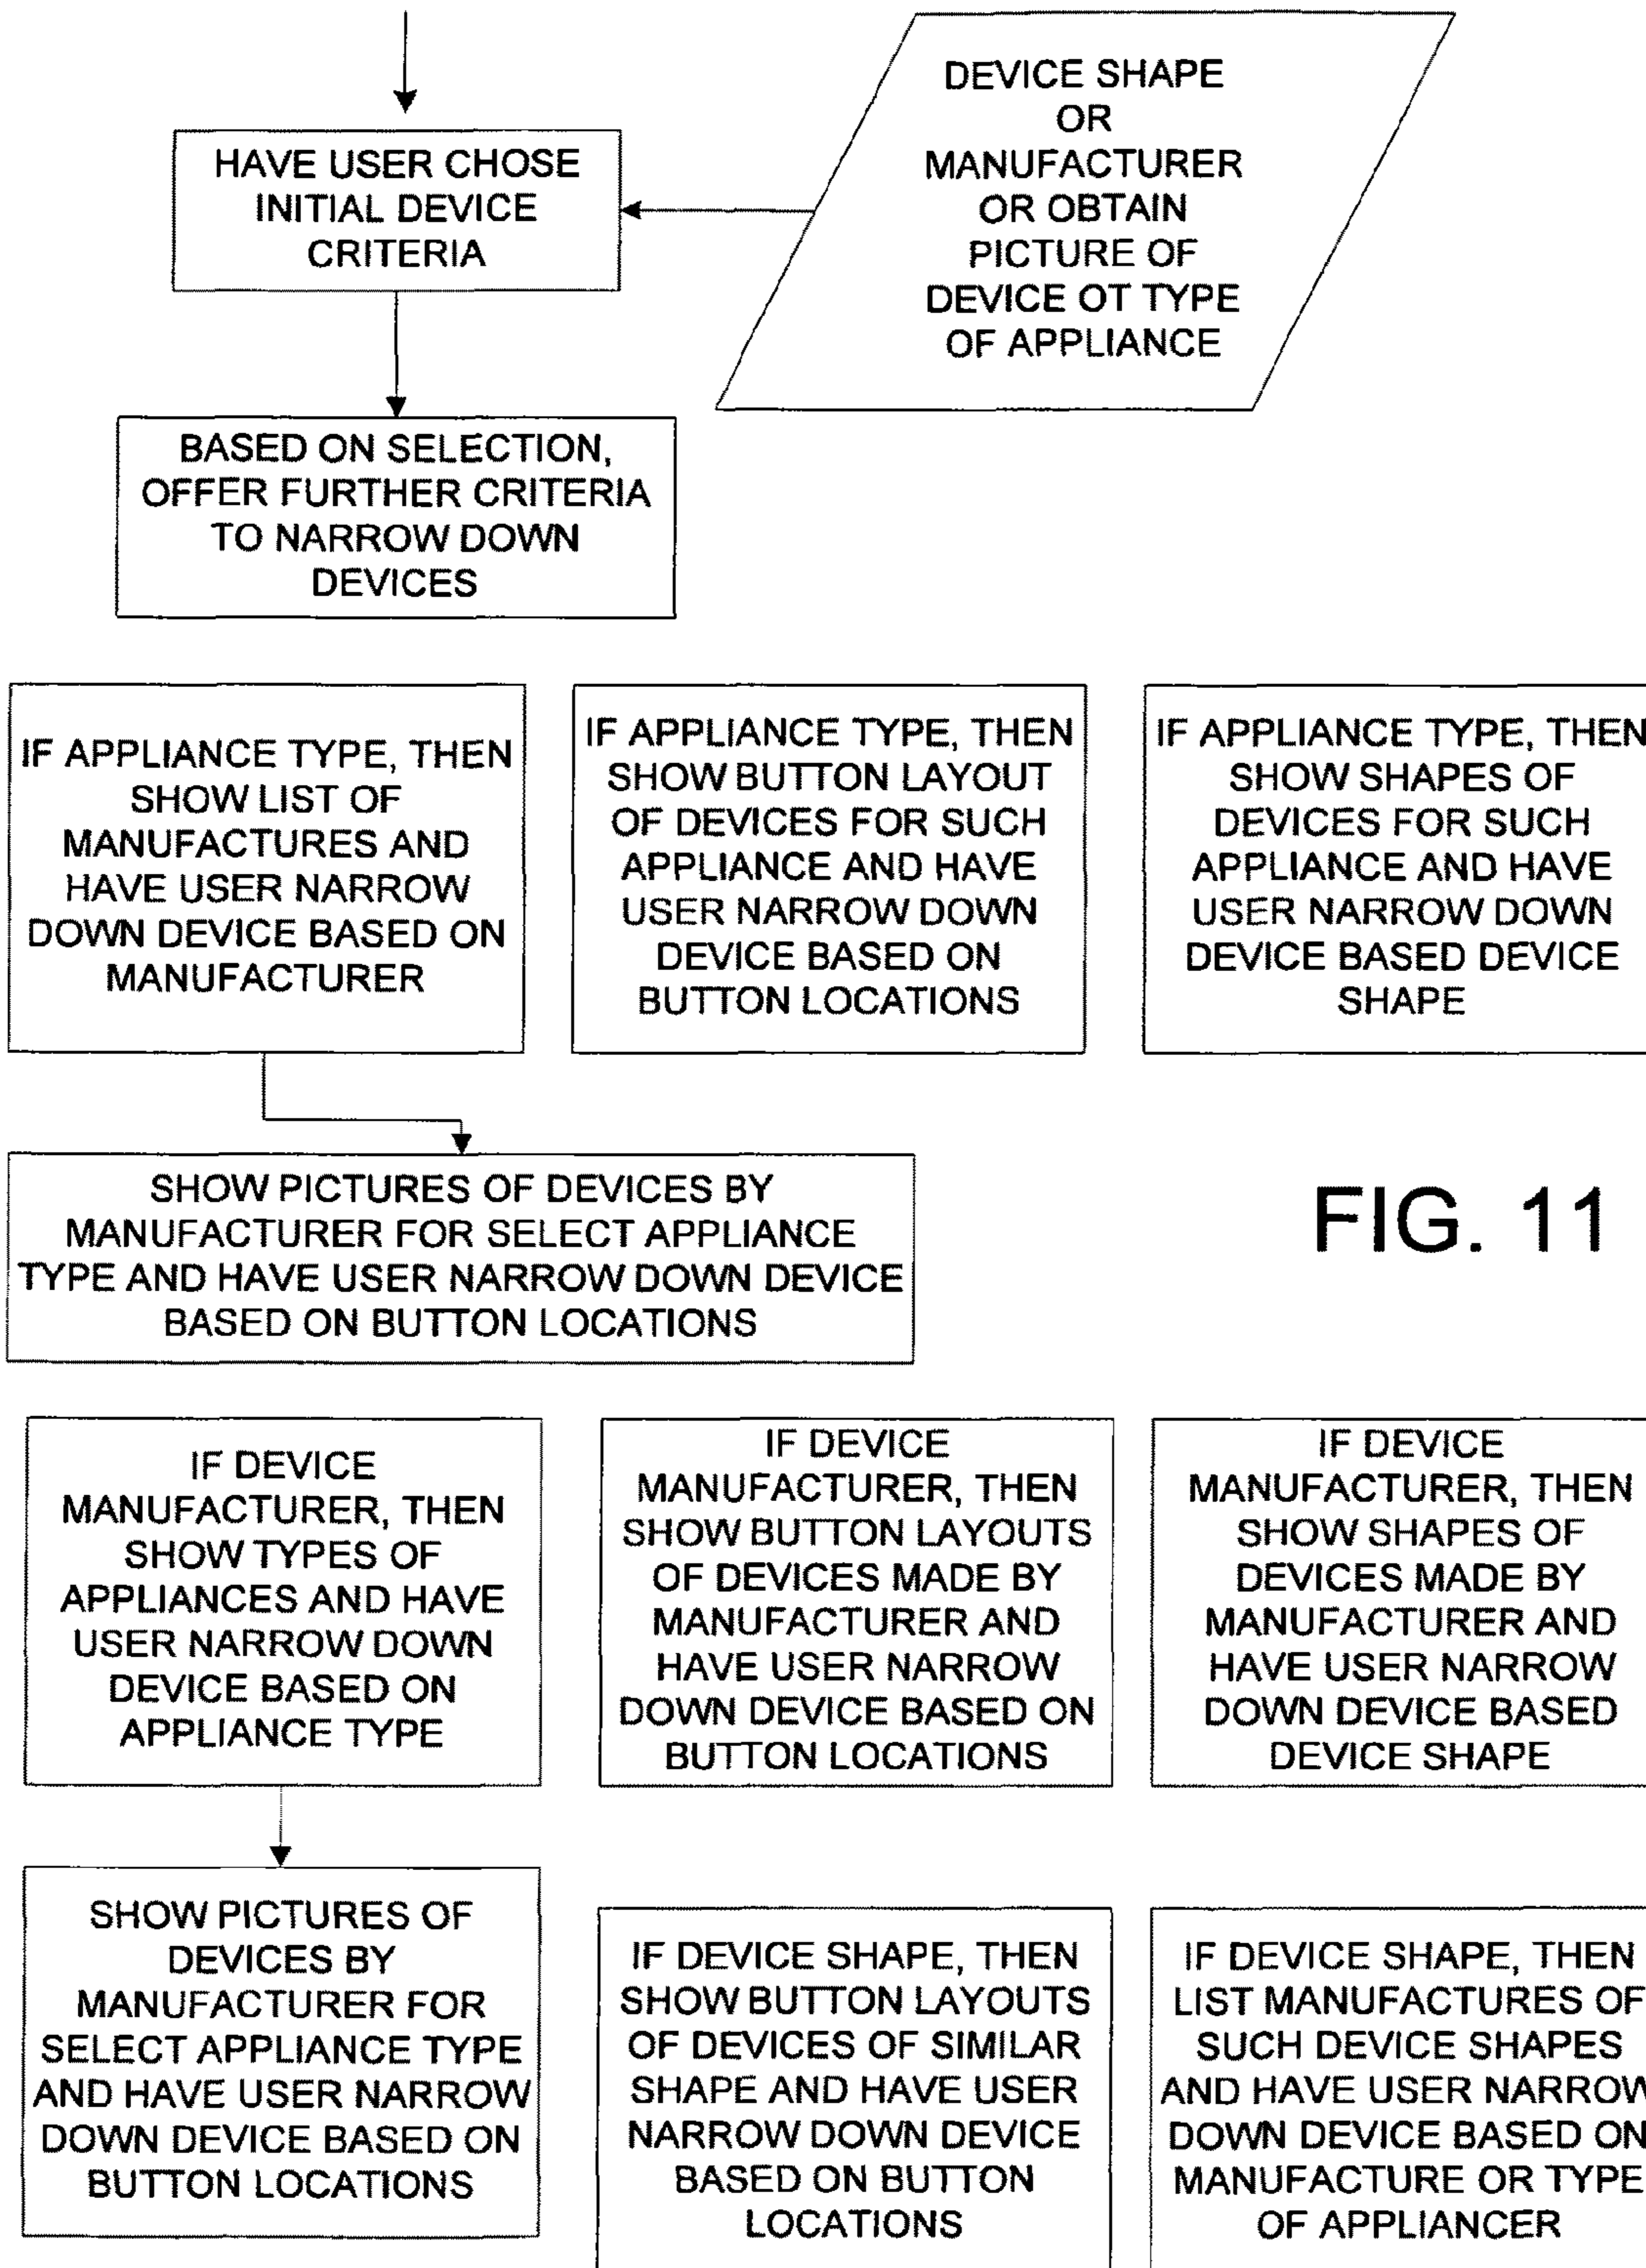 HAVE USER CHOSE
INITIAL DEVICE
CRITERIA
DEVICE SHAPE
OR
MANUFACTURER
OR OBTAIN
PICTURE OF
DEVICE OT TYPE
OF APPLIANCE
BASED ON SELECTION,
OFFER FURTHER CRITERIA
TO NARROW DOWN
DEVICES
IF APPLIANCE TYPE, THEN
SHOW LIST OF
MANUFACTURES AND
HAVE USER NARROW
DOWN DEVICE BASED ON
MANUFACTURER
IF APPLIANCE TYPE, THEN
SHOW BUTTON LAYOUT
OF DEVICES FOR SUCH
APPLIANCE AND HAVE
USER NARROW DOWN
DEVICE BASED ON
BUTTON LOCATIONS
IF APPLIANCE TYPE, THEN
SHOW SHAPES OF
DEVICES FOR SUCH
APPLIANCE AND HAVE
USER NARROW DOWN
DEVICE BASED DEVICE
SHAPE
SHOW PICTURES OF DEVICES BY
MANUFACTURER FOR SELECT APPLIANCE
TYPE AND HAVE USER NARROW DOWN DEVICE
BASED ON BUTTON LOCATIONS
FIG. 11
IF DEVICE
MANUFACTURER, THEN
SHOW TYPES OF
APPLIANCES AND HAVE
USER NARROW DOWN
DEVICE BASED ON
APPLIANCE TYPE
IF DEVICE
MANUFACTURER, THEN
SHOW BUTTON LAYOUTS
OF DEVICES MADE BY
MANUFACTURER AND
HAVE USER NARROW
DOWN DEVICE BASED ON
BUTTON LOCATIONS
IF DEVICE
MANUFACTURER, THEN
SHOW SHAPES OF
DEVICES MADE BY
MANUFACTURER AND
HAVE USER NARROW
DOWN DEVICE BASED
DEVICE SHAPE
SHOW PICTURES OF
DEVICES BY
MANUFACTURER FOR
SELECT APPLIANCE TYPE
AND HAVE USER NARROW
DOWN DEVICE BASED ON
BUTTON LOCATIONS
IF DEVICE SHAPE, THEN
SHOW BUTTON LAYOUTS
OF DEVICES OF SIMILAR
SHAPE AND HAVE USER
NARROW DOWN DEVICE
BASED ON BUTTON
LOCATIONS
IF DEVICE SHAPE, THEN
LIST MANUFACTURES OF
SUCH DEVICE SHAPES
AND HAVE USER NARROW
DOWN DEVICE BASED ON
MANUFACTURE OR TYPE
OF APPLIANCER